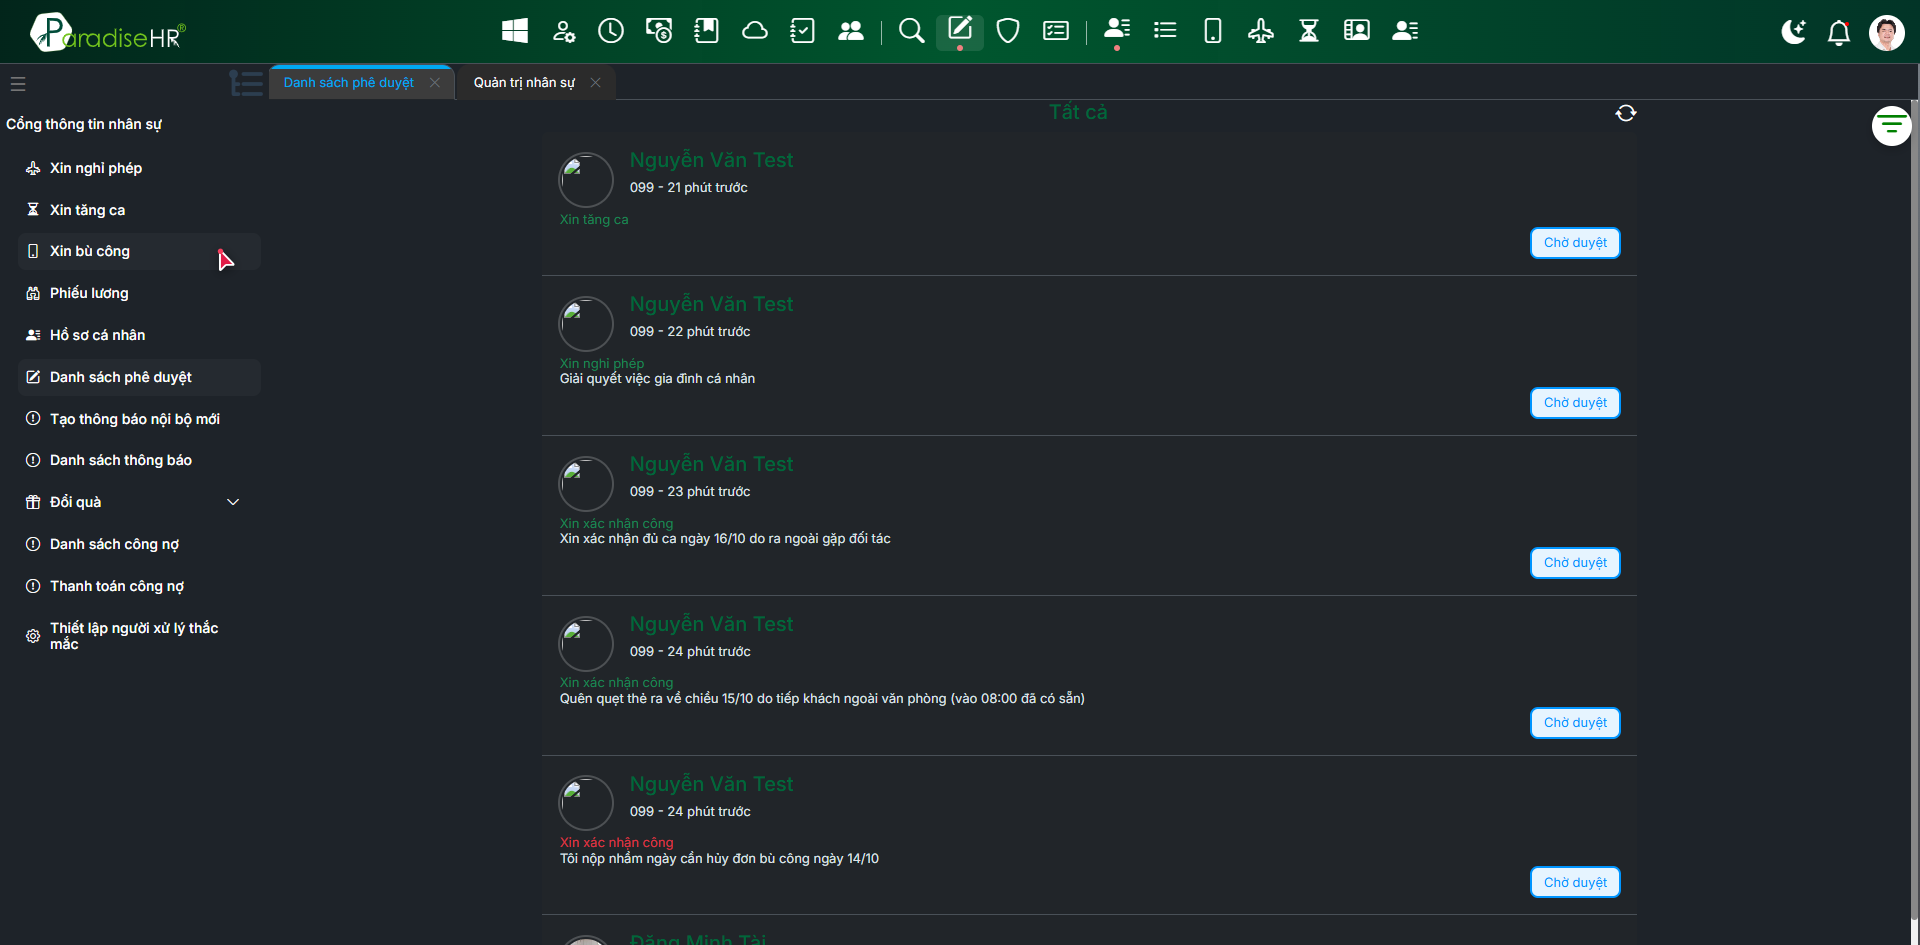 ParadiseHR®
Danh sách phê duyệt
Quản trị nhân sự
Cổng thông tin nhân sự
Xin nghỉ phép
Xin tăng ca
Xin bù công
Phiếu lương
Hồ sơ cá nhân
Danh sách phê duyệt
Tạo thông báo nội bộ mới
Danh sách thông báo
Đổi quà
Danh sách công nợ
Thanh toán công nợ
Thiết lập người xử lý thắc
mắc
Tất cả
Nguyễn Văn Test
099 - 21 phút trước
Xin tăng ca
Chờ duyệt
Nguyễn Văn Test
099 - 22 phút trước
Xin nghỉ phép
Giải quyết việc gia đình cá nhân
Chờ duyệt
Nguyễn Văn Test
099 - 23 phút trước
Xin xác nhận công
Xin xác nhận đủ ca ngày 16/10 do ra ngoài gặp đối tác
Chờ duyệt
Nguyễn Văn Test
099 - 24 phút trước
Xin xác nhận công
Quên quẹt thẻ ra về chiều 15/10 do tiếp khách ngoài văn phòng (vào 08:00 đã có sẵn)
Chờ duyệt
Nguyễn Văn Test
099 - 24 phút trước
Xin xác nhận công
Tôi nộp nhầm ngày cần hủy đơn bù công ngày 14/10
Chờ duyệt
Đặng Minh Tài